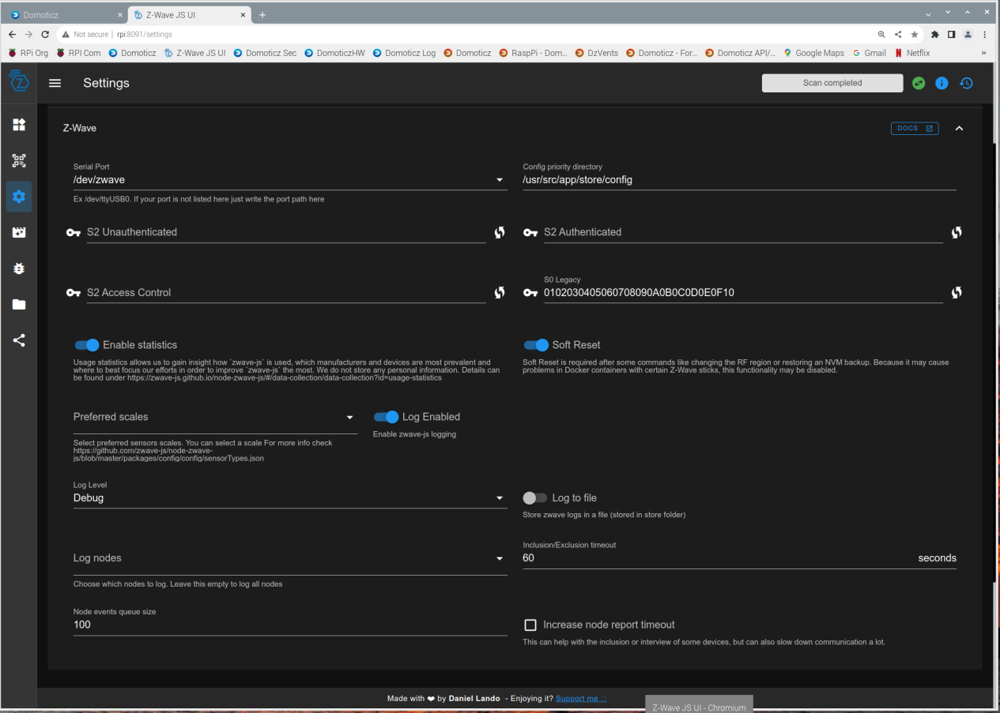 Domoticz
Z-Wave JS UI
Not secure | rpi:8091/settings
RPi Org RPI Com Domoticz Z-Wave JS UI Domoticz Sec DomoticzHW Domoticz Log Domoticz RaspPi - Dom... DzVents Domoticz - For... Domoticz API/... Google Maps Gmail Netflix »
Settings
Scan completed
Z-Wave
DOCS
Serial Port
/dev/zwave
Ex /dev/ttyUSB0. If your port is not listed here just write the port path here
Config priority directory
/usr/src/app/store/config
S2 Unauthenticated
S2 Authenticated
S2 Access Control
S0 Legacy
0102030405060708090A0B0C0D0E0F10
Enable statistics
Usage statistics allows us to gain insight how `zwave-js` is used, which manufacturers and devices are most prevalent and
where to best focus our efforts in order to improve `zwave-js` the most. We do not store any personal information. Details can
be found under https://zwave-js.github.io/node-zwave-js/#/data-collection/data-collection?id=usage-statistics
Soft Reset
Soft Reset is required after some commands like changing the RF region or restoring an NVM backup. Because it may cause
problems in Docker containers with certain Z-Wave sticks, this functionality may be disabled.
Preferred scales
Select preferred sensors scales. You can select a scale For more info check
https://github.com/zwave-js/node-zwave-
js/blob/master/packages/config/config/sensorTypes.json
Log Enabled
Enable zwave-js logging
Log Level
Debug
Log to file
Store zwave logs in a file (stored in store folder)
Log nodes
Choose which nodes to log. Leave this empty to log all nodes
Inclusion/Exclusion timeout
60 seconds
Node events queue size
100
Increase node report timeout
This can help with the inclusion or interview of some devices, but can also slow down communication a lot.
Made with ❤ by Daniel Lando - Enjoying it? Support me
Z-Wave JS UI - Chromium